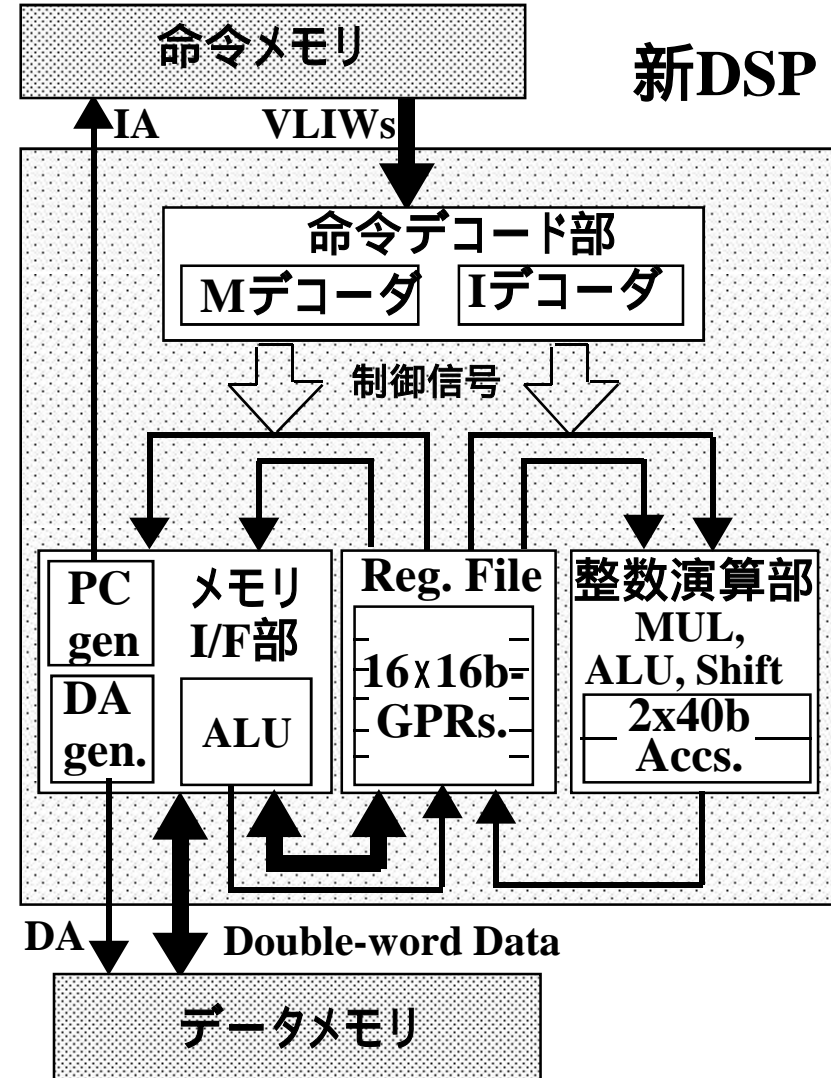 命令メモリ
新DSP
IA
VLIWs
命令デコード部
Mデコーダ
Iデコーダ
制御信号
PC
gen
メモリ
I/F部
DA
gen.
ALU
Reg. File
16x16b-
GPRs.
整数演算部
MUL,
ALU, Shift
2x40b
Accs.
DA
Double-word Data
データメモリ